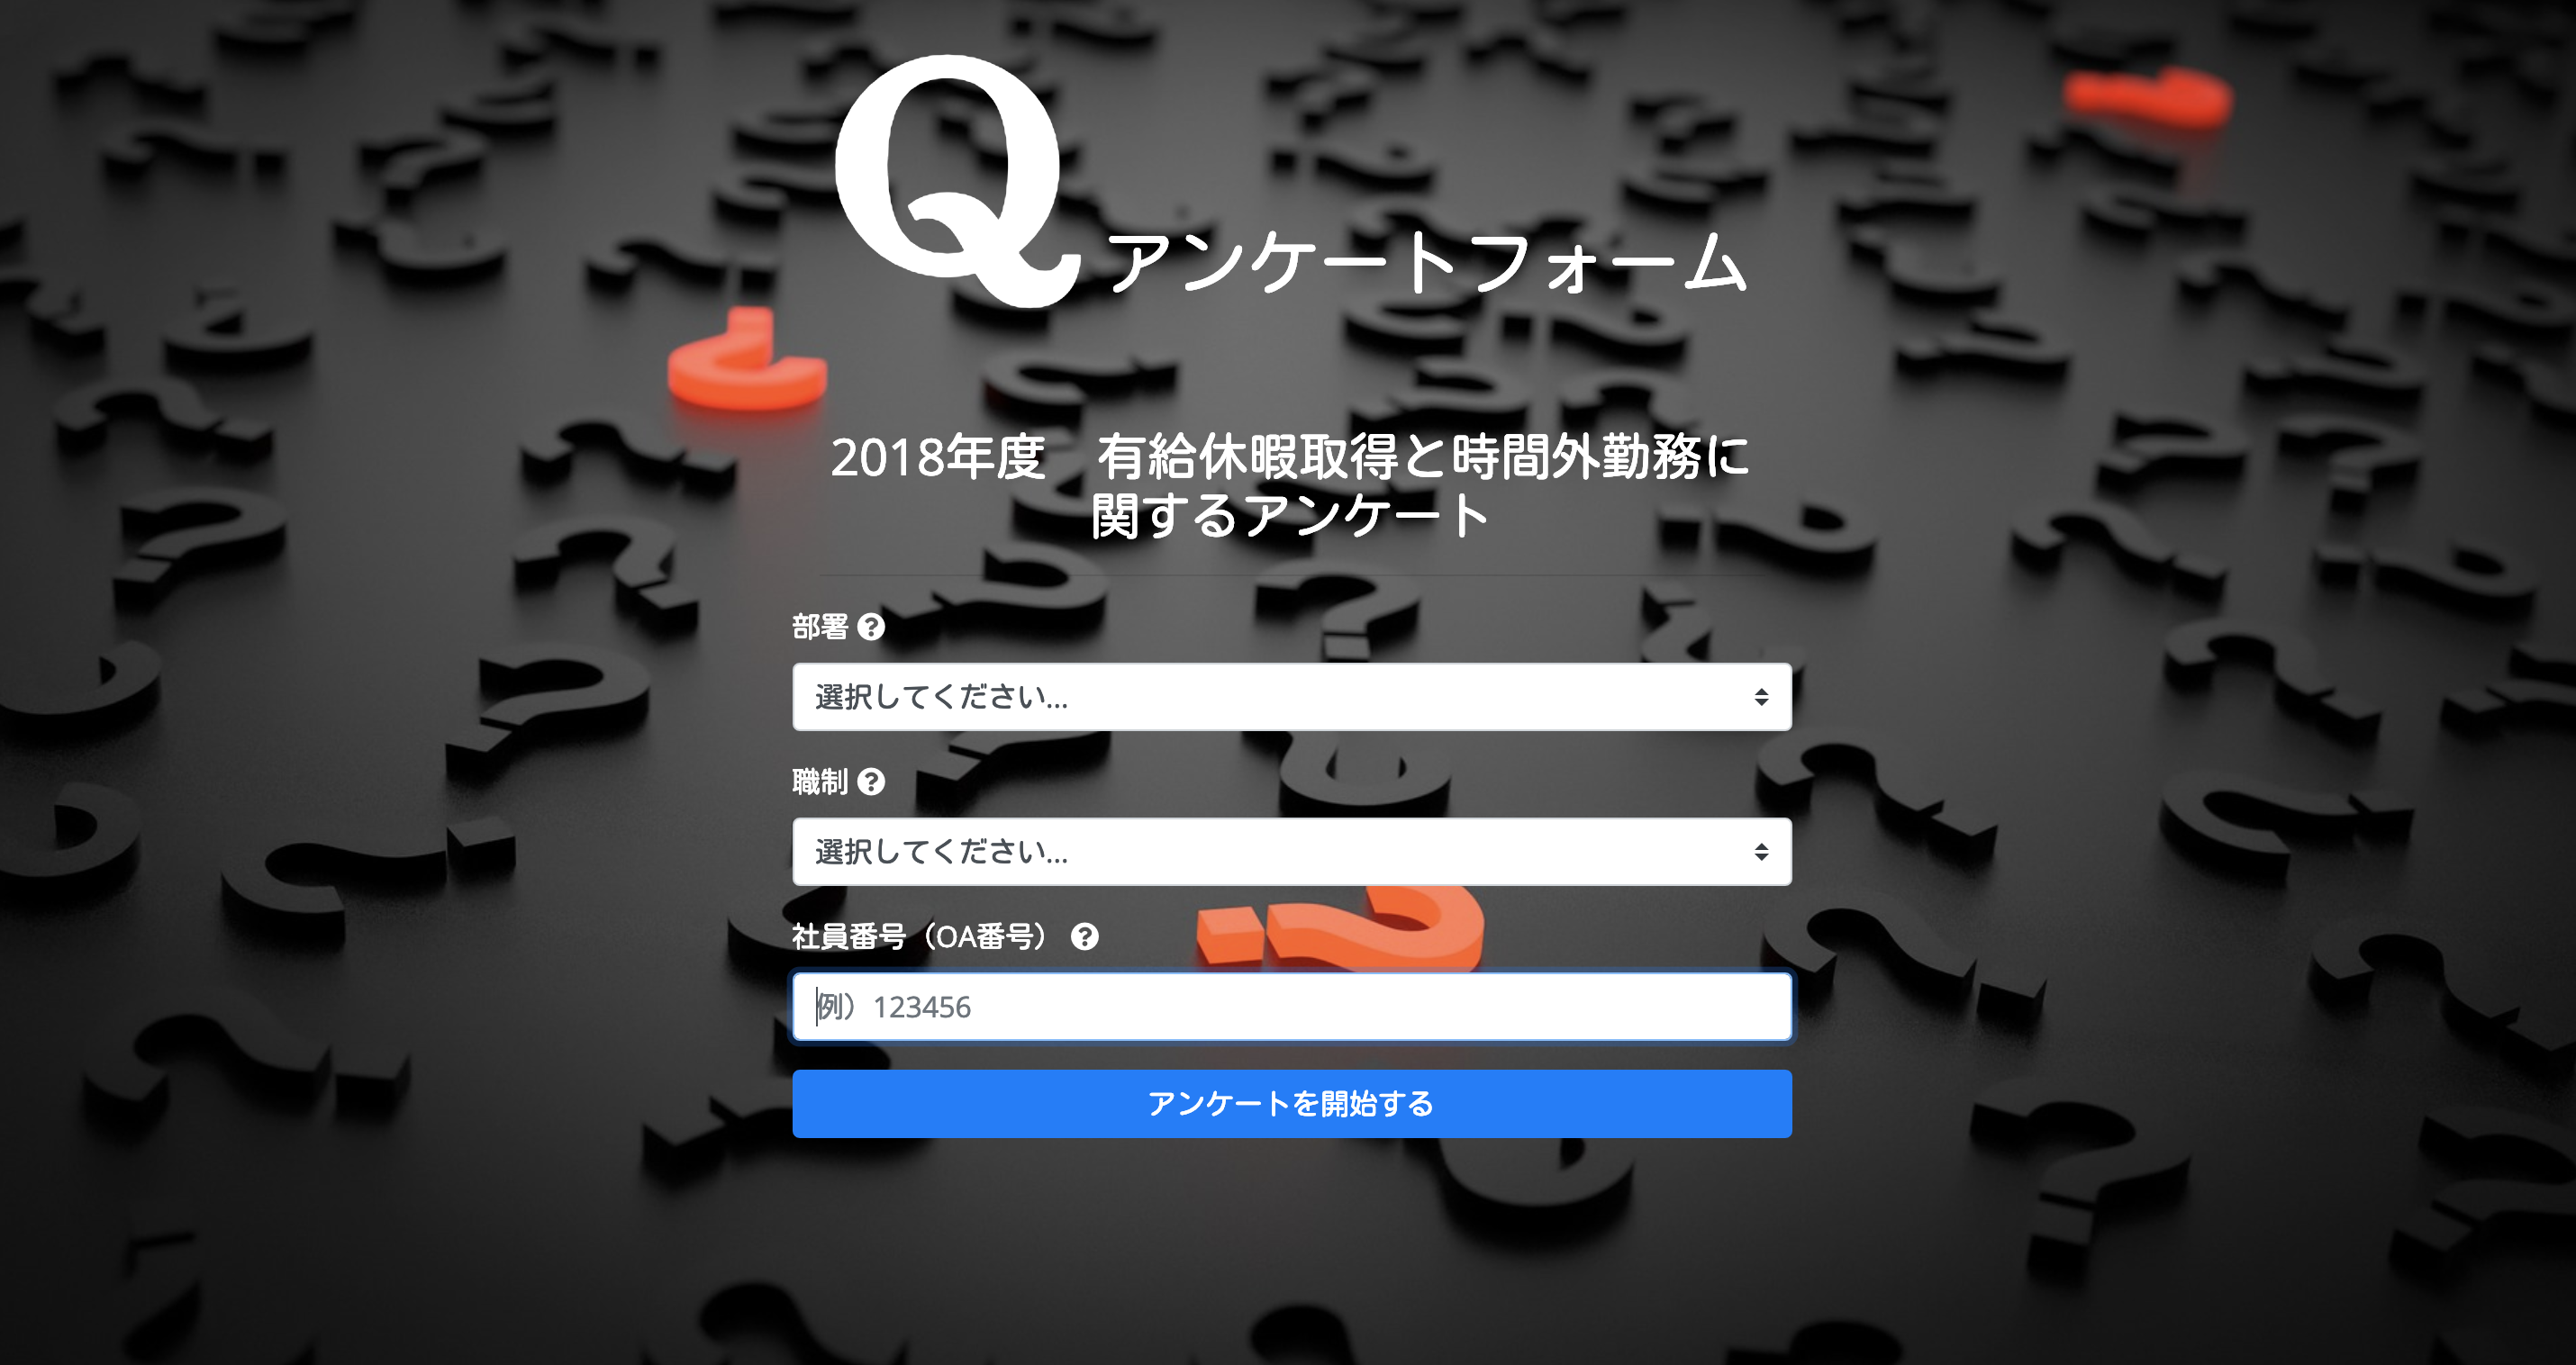 Q アンケートフォーム
2018年度　有給休暇取得と時間外勤務に
関するアンケート
部署
選択してください...
職制
選択してください...
社員番号（OA番号）
例）123456
アンケートを開始する